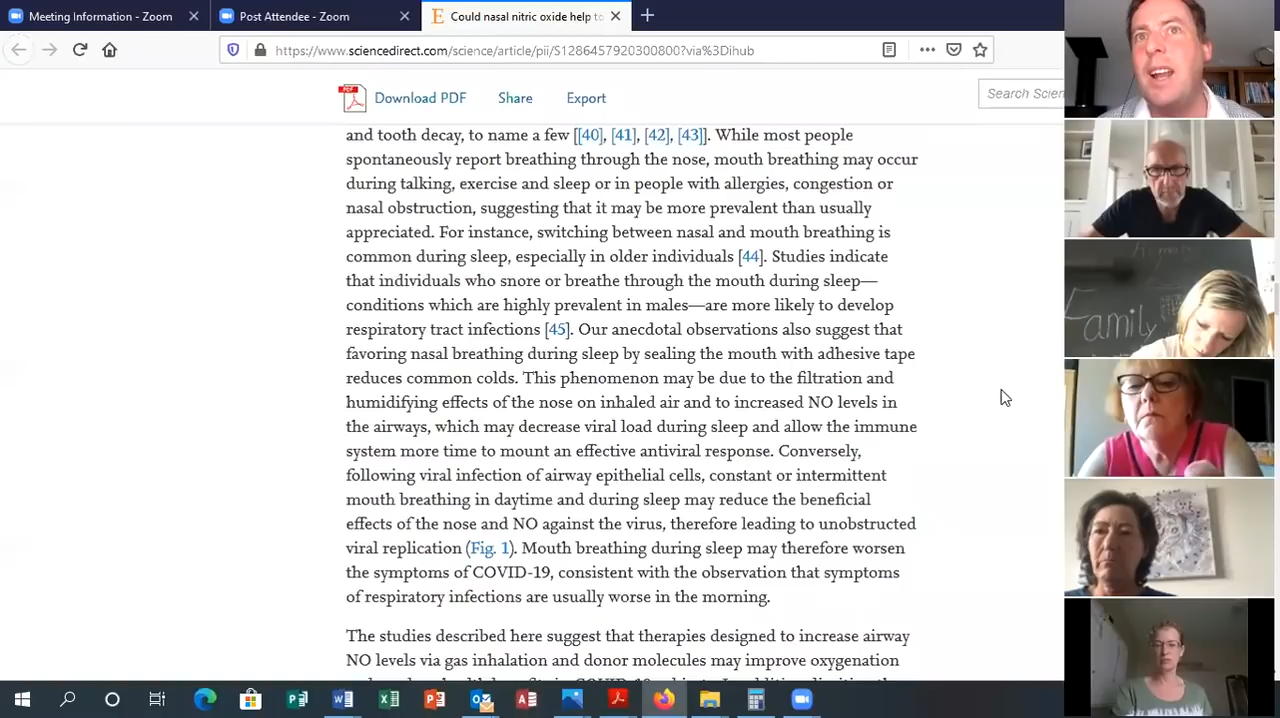 Meeting Information - Zoom
Post Attendee - Zoom
Could nasal nitric oxide help to
https://www.sciencedirect.com/science/article/pii/S1286457920300800?via%3Dihub
Download PDF
Share
Export
Search Scien
and tooth decay, to name a few [[40], [41], [42], [43]]. While most people
spontaneously report breathing through the nose, mouth breathing may occur
during talking, exercise and sleep or in people with allergies, congestion or
nasal obstruction, suggesting that it may be more prevalent than usually
appreciated. For instance, switching between nasal and mouth breathing is
common during sleep, especially in older individuals [44]. Studies indicate
that individuals who snore or breathe through the mouth during sleep—
conditions which are highly prevalent in males—are more likely to develop
respiratory tract infections [45]. Our anecdotal observations also suggest that
favoring nasal breathing during sleep by sealing the mouth with adhesive tape
reduces common colds. This phenomenon may be due to the filtration and
humidifying effects of the nose on inhaled air and to increased NO levels in
the airways, which may decrease viral load during sleep and allow the immune
system more time to mount an effective antiviral response. Conversely,
following viral infection of airway epithelial cells, constant or intermittent
mouth breathing in daytime and during sleep may reduce the beneficial
effects of the nose and NO against the virus, therefore leading to unobstructed
viral replication (Fig. 1). Mouth breathing during sleep may therefore worsen
the symptoms of COVID-19, consistent with the observation that symptoms
of respiratory infections are usually worse in the morning.
The studies described here suggest that therapies designed to increase airway
NO levels via gas inhalation and donor molecules may improve oxygenation
Family